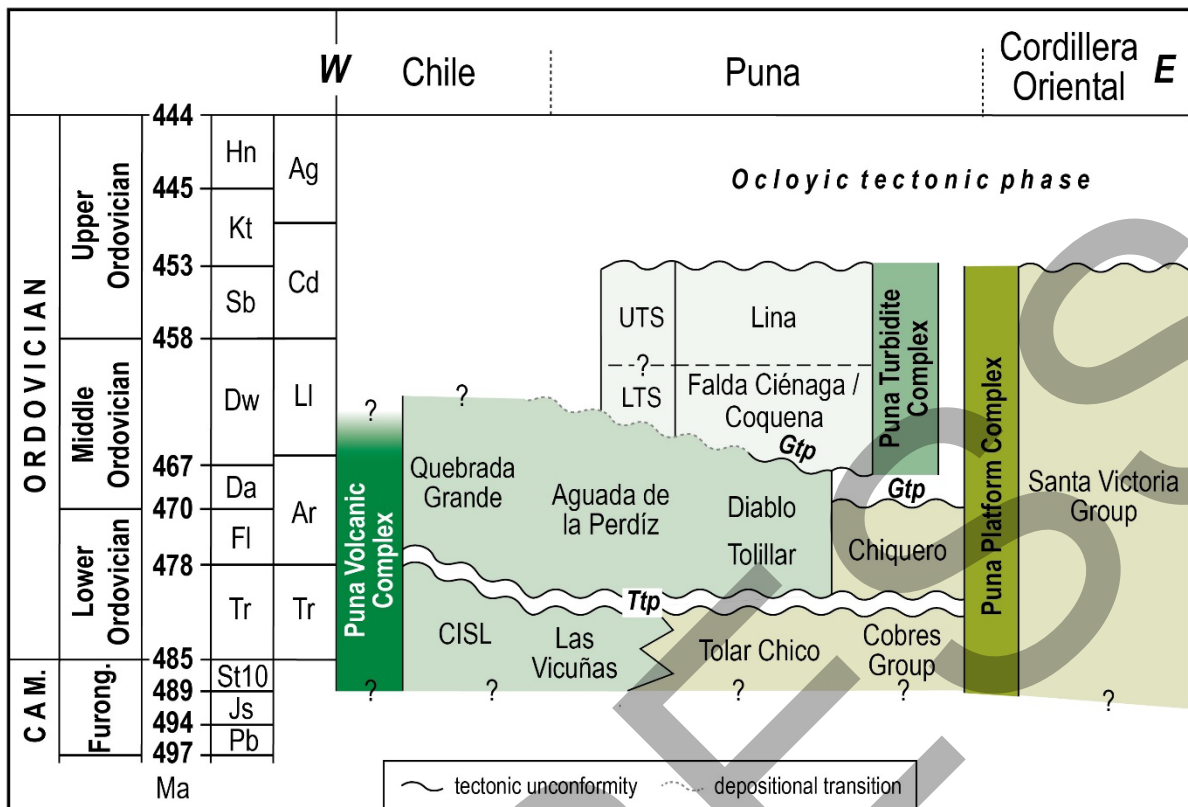 W Chile Puna Cordillera
Oriental E
444
445
453
458
467
470
478
485
489
494
497
Ma
ORDOVICIAN
CAM.
Upper
Ordovician
Middle
Ordovician
Lower
Ordovician
Furong.
Hn
Kt
Sb
Dw
Da
Fl
Tr
St10
Js
Pb
Ag
Cd
Ll
Ar
Tr
Ocloyic tectonic phase
Puna Volcanic
Complex
?
?
?
Quebrada
Grande
Aguada de
la Perdíz
Diablo
Tolillar
UTS
?
LTS
Lina
Falda Ciénaga /
Coquena
Gtp
Puna Turbidite
Complex
Gtp
Chiquero
Puna Platform Complex
Santa Victoria
Group
Ttp
CISL
Las
Vicuñas
Tolar Chico
Cobres
Group
?
?
?
?
tectonic unconformity depositional transition